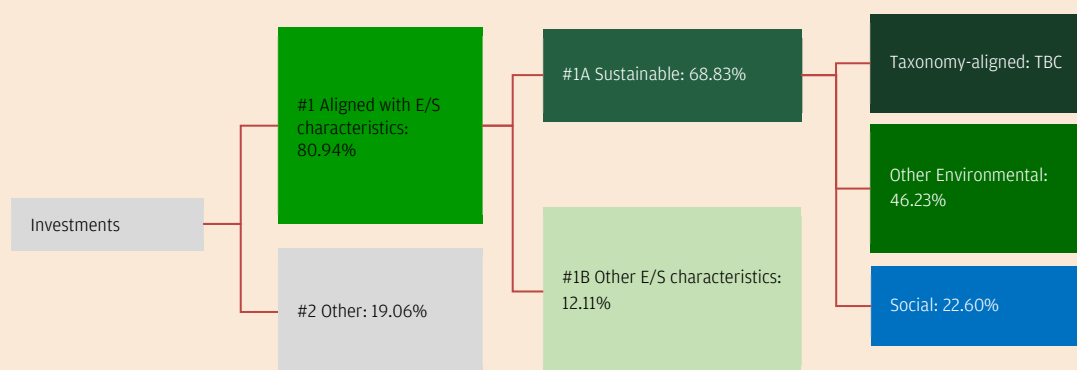 Investments
#1 Aligned with E/S
characteristics:
80.94%
#2 Other: 19.06%
#1A Sustainable: 68.83%
#1B Other E/S characteristics:
12.11%
Taxonomy-aligned: TBC
Other Environmental:
46.23%
Social: 22.60%